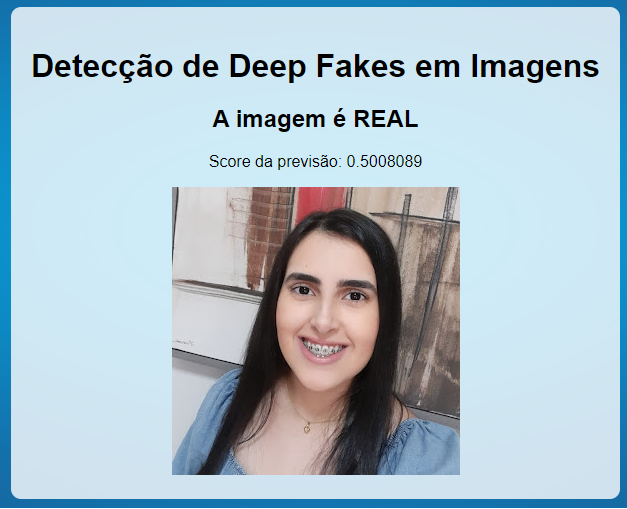 Detecção de Deep Fakes em Imagens
A imagem é REAL
Score da previsão: 0.5008089